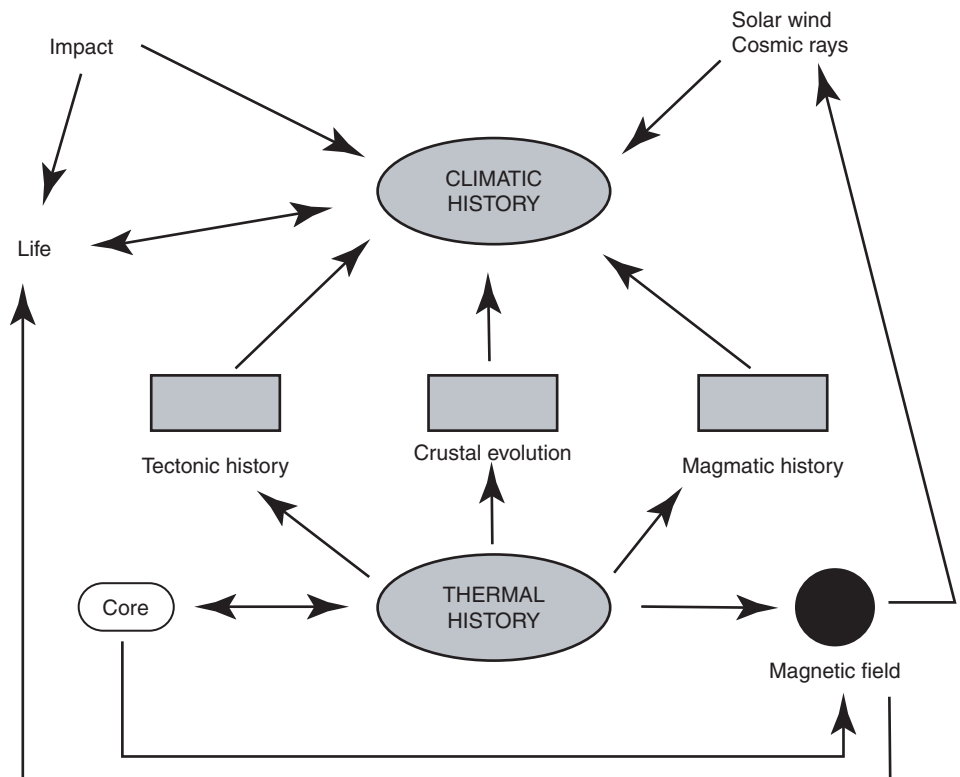 Solar wind
Cosmic rays
Impact
CLIMATIC
HISTORY
Life
Tectonic history
Crustal evolution
Magmatic history
Core
THERMAL
HISTORY
Magnetic field